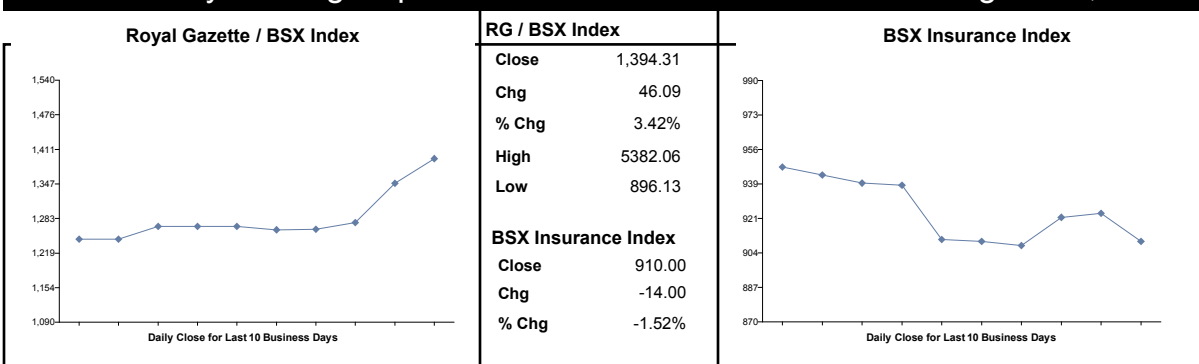 Royal Gazette / BSX Index
1,540
1,476
1,411
1,347
1,283
1,219
1,154
1,090
Daily Close for Last 10 Business Days
RG / BSX Index
Close 1,394.31
Chg 46.09
% Chg 3.42%
High 5382.06
Low 896.13
BSX Insurance Index
Close 910.00
Chg -14.00
% Chg -1.52%
BSX Insurance Index
990
973
956
939
921
904
887
870
Daily Close for Last 10 Business Days